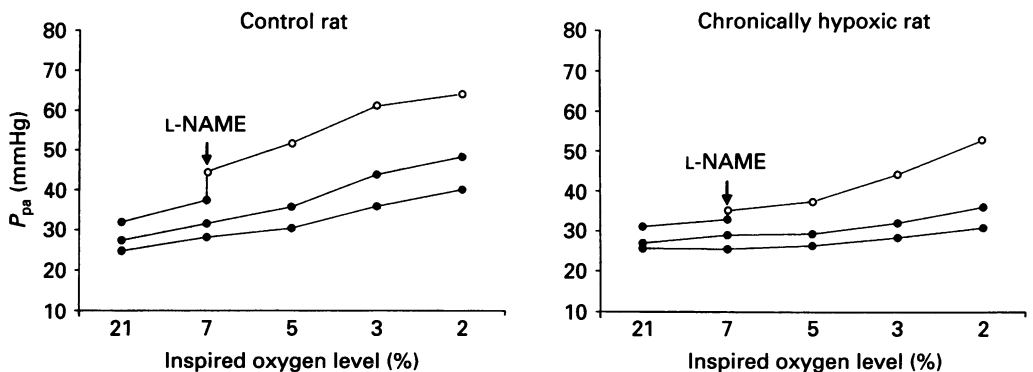 Control rat
80
70
60
50
40
30
20
10
P pa (mmHg)
L-NAME
21 7 5 3 2
Inspired oxygen level (%)
Chronically hypoxic rat
80
70
60
50
40
30
20
10
L-NAME
21 7 5 3 2
Inspired oxygen level (%)